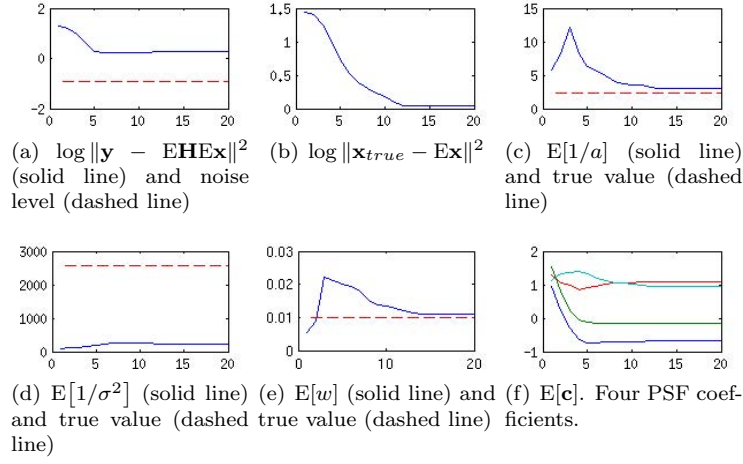 2
0
−2
0 5 10 15 20
1.5
1
0.5
0
0 5 10 15 20
15
10
5
0
0 5 10 15 20
(a) log ‖y − EHEx‖²
(solid line) and noise
level (dashed line)
(b) log ‖x_true − Ex‖²
(c) E[1/a] (solid line)
and true value (dashed
line)
3000
2000
1000
0
0 5 10 15 20
0.03
0.02
0.01
0
0 5 10 15 20
2
1
0
−1
0 5 10 15 20
(d) E[1/σ²] (solid line)
and true value (dashed
line)
(e) E[w] (solid line) and
true value (dashed line)
(f) E[c]. Four PSF coef-
ficients.